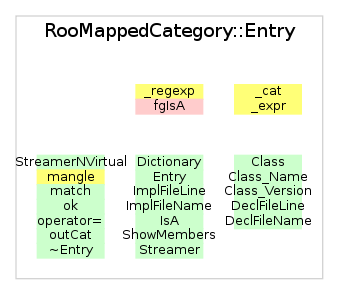 RooMappedCategory::Entry
_regexp
fgIsA
_cat
_expr
StreamerNVirtual
mangle
match
ok
operator=
outCat
~Entry
Dictionary
Entry
ImplFileLine
ImplFileName
IsA
ShowMembers
Streamer
Class
Class_Name
Class_Version
DeclFileLine
DeclFileName